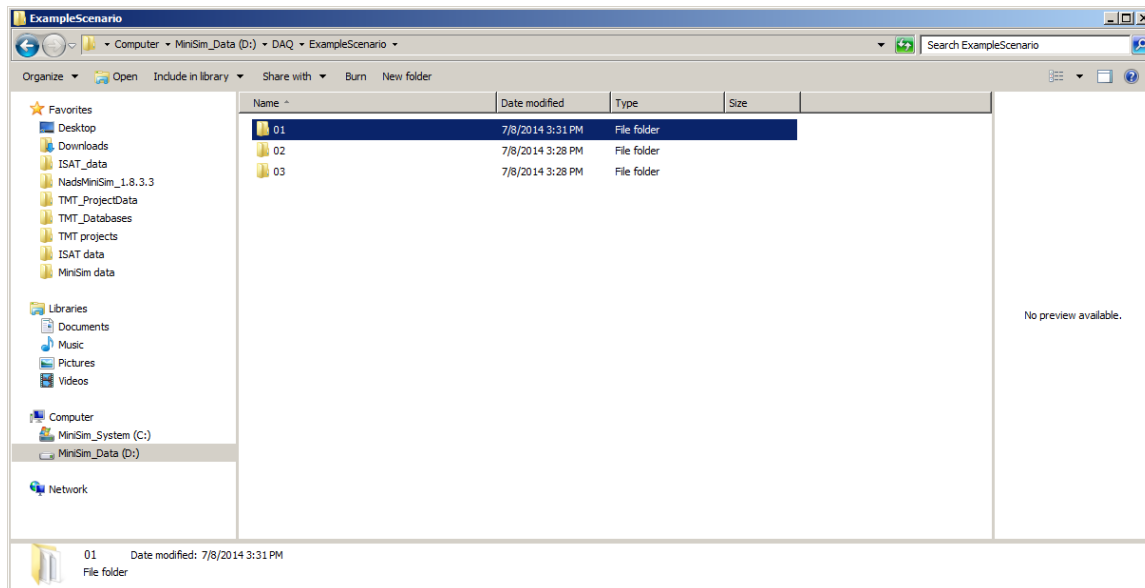 ExampleScenario
Computer MiniSim_Data (D:) DAQ ExampleScenario
Search ExampleScenario
Organize Open Include in library Share with Burn New folder
Favorites
Desktop
Downloads
ISAT_data
NadsMiniSim_1.8.3.3
TMT_ProjectData
TMT_Databases
TMT projects
ISAT data
MiniSim data
Libraries
Documents
Music
Pictures
Videos
Computer
MiniSim_System (C:)
MiniSim_Data (D:)
Network
Name Date modified Type Size
01 7/8/2014 3:31 PM File folder
02 7/8/2014 3:28 PM File folder
03 7/8/2014 3:28 PM File folder
No preview available.
01 Date modified: 7/8/2014 3:31 PM
File folder